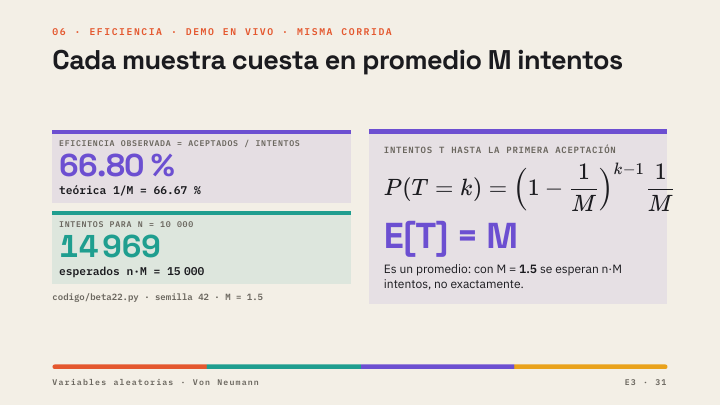 06 · EFICIENCIA · DEMO EN VIVO · MISMA CORRIDA
Cada muestra cuesta en promedio M intentos
EFICIENCIA OBSERVADA = ACEPTADOS / INTENTOS
66.80 %
teórica 1/M = 66.67 %
INTENTOS PARA N = 10 000
14 969
esperados n·M = 15 000
codigo/beta22.py · semilla 42 · M = 1.5
INTENTOS T HASTA LA PRIMERA ACEPTACIÓN
P(T = k) = (1 − 1/M)^{k−1} 1/M
E[T] = M
Es un promedio: con M = 1.5 se esperan n·M
intentos, no exactamente.
Variables aleatorias · Von Neumann
E3 · 31